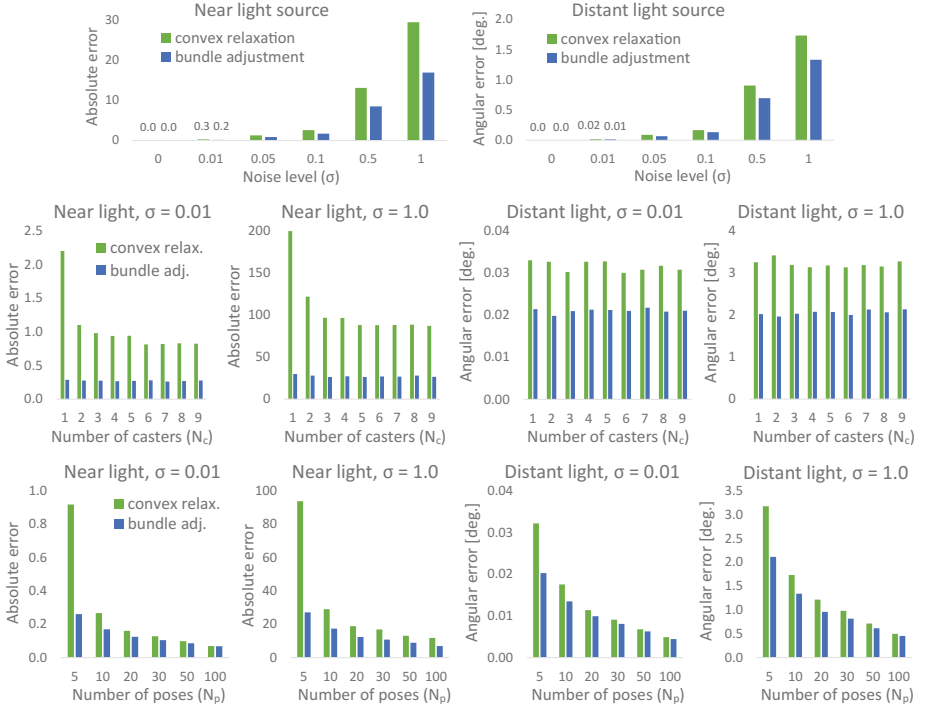 Near light source
Absolute error
30
20
10
0
convex relaxation
bundle adjustment
0.0 0.0
0.3 0.2
0 0.01 0.05 0.1 0.5 1
Noise level (σ)
Distant light source
Angular error [deg.]
2.0
1.5
1.0
0.5
0.0
convex relaxation
bundle adjustment
0.0 0.0
0.02 0.01
0 0.01 0.05 0.1 0.5 1
Noise level (σ)
Near light, σ = 0.01
Absolute error
2.5
2.0
1.5
1.0
0.5
0.0
convex relax.
bundle adj.
1 2 3 4 5 6 7 8 9
Number of casters (Nc)
Near light, σ = 1.0
Absolute error
200
150
100
50
0
1 2 3 4 5 6 7 8 9
Number of casters (Nc)
Distant light, σ = 0.01
Angular error [deg.]
0.04
0.03
0.02
0.01
0.00
1 2 3 4 5 6 7 8 9
Number of casters (Nc)
Distant light, σ = 1.0
Angular error [deg.]
4
3
2
1
0
1 2 3 4 5 6 7 8 9
Number of casters (Nc)
Near light, σ = 0.01
Absolute error
1.0
0.8
0.6
0.4
0.2
0.0
convex relax.
bundle adj.
5 10 20 30 50 100
Number of poses (Np)
Near light, σ = 1.0
Absolute error
100
80
60
40
20
0
5 10 20 30 50 100
Number of poses (Np)
Distant light, σ = 0.01
Angular error [deg.]
0.04
0.03
0.02
0.01
0.00
5 10 20 30 50 100
Number of poses (Np)
Distant light, σ = 1.0
Angular error [deg.]
3.5
3.0
2.5
2.0
1.5
1.0
0.5
0.0
5 10 20 30 50 100
Number of poses (Np)